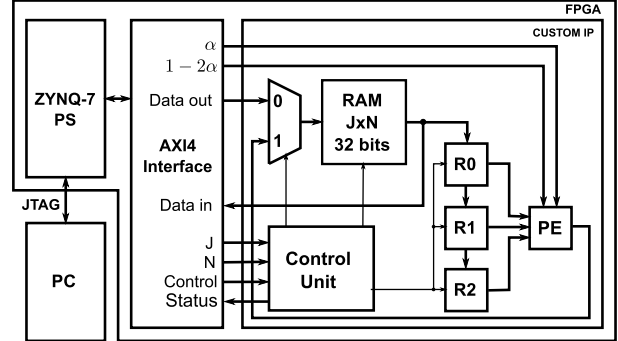 FPGA
CUSTOM IP
α
1 − 2α
ZYNQ-7
PS
Data out
0
1
RAM
JxN
32 bits
AXI4
Interface
R0
JTAG
Data in
R1
PE
J
N
Control
Status
Control
Unit
PC
R2